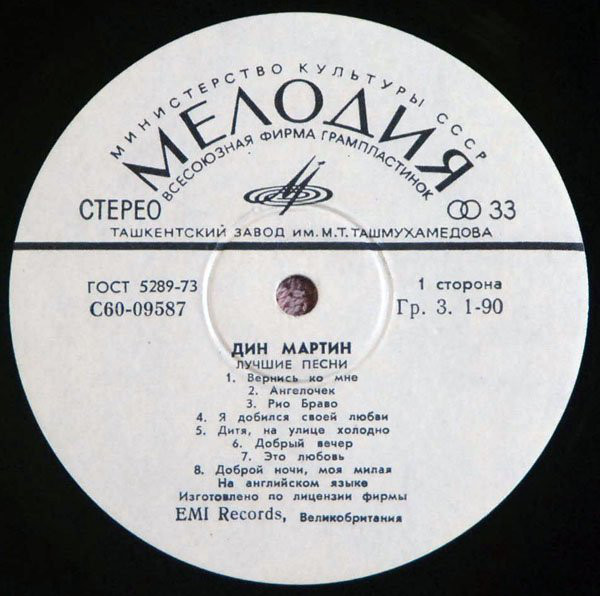 МИНИСТЕРСТВО КУЛЬТУРЫ СССР
МЕЛОДИЯ
ВСЕСОЮЗНАЯ ФИРМА ГРАМПЛАСТИНОК
СТЕРЕО 33
ТАШКЕНТСКИЙ ЗАВОД ИМ. М.Т. ТАШМУХАМЕДОВА
ГОСТ 5289-73 1 сторона
С60-09587 Гр. 3. 1-90
ДИН МАРТИН
ЛУЧШИЕ ПЕСНИ
1. Вернись ко мне
2. Ангелочек
3. Рио Браво
4. Я добился своей любви
5. Дитя, на улице холодно
6. Добрый вечер
7. Это любовь
8. Доброй ночи, моя милая
На английском языке
Изготовлено по лицензии фирмы
EMI Records, Великобритания